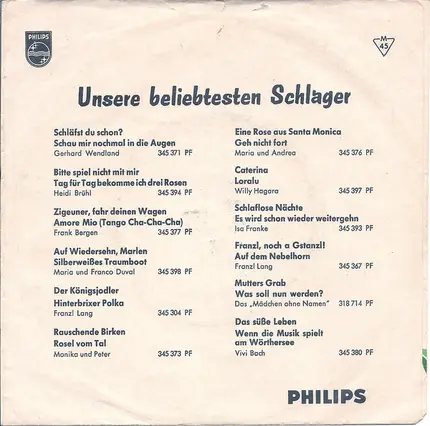 PHILIPS
M
45
Unsere beliebtesten Schlager
Schläfst du schon?
Schau mir nochmal in die Augen
Gerhard Wendland 345 371 PF
Bitte spiel nicht mit mir
Tag für Tag bekomme ich drei Rosen
Heidi Brühl 345 394 PF
Zigeuner, fahr deinen Wagen
Amore Mio (Tango Cha-Cha-Cha)
Frank Bergen 345 377 PF
Auf Wiedersehn, Marlen
Silberweißes Traumboot
Maria und Franco Duval 345 398 PF
Der Königsjodler
Hinterbrixer Polka
Franzl Lang 345 304 PF
Rauschende Birken
Rosel vom Tal
Monika und Peter 345 373 PF
Eine Rose aus Santa Monica
Geh nicht fort
Maria und Andrea 345 376 PF
Caterina
Loralu
Willy Hagara 345 397 PF
Schlaflose Nächte
Es wird schon wieder weitergehn
Isa Franke 345 393 PF
Franzl, noch a Gstanzl!
Auf dem Nebelhorn
Franzl Lang 345 367 PF
Mutters Grab
Was soll nun werden?
Das „Mädchen ohne Namen" 318 714 PF
Das süße Leben
Wenn die Musik spielt
am Wörthersee
Vivi Bach 345 380 PF
PHILIPS